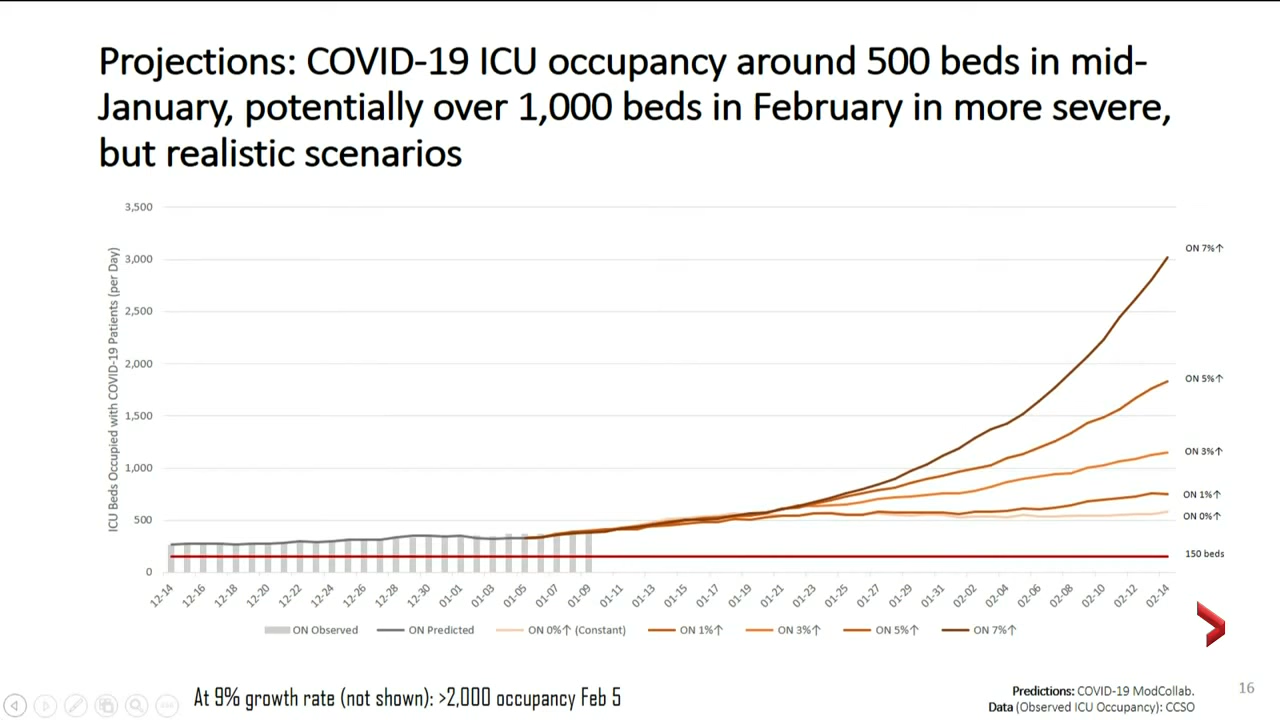 Projections: COVID-19 ICU occupancy around 500 beds in mid-
January, potentially over 1,000 beds in February in more severe,
but realistic scenarios
ICU Beds Occupied with COVID-19 Patients (per Day)
3,500
3,000
2,500
2,000
1,500
1,000
500
0
ON 7%↑
ON 5%↑
ON 3%↑
ON 1%↑
ON 0%↑
150 beds
12-14 12-16 12-18 12-20 12-22 12-24 12-26 12-28 12-30 01-01 01-03 01-05 01-07 01-09 01-11 01-13 01-15 01-17 01-19 01-21 01-23 01-25 01-27 01-29 01-31 02-02 02-04 02-06 02-08 02-10 02-12 02-14
ON Observed ON Predicted ON 0%↑ (Constant) ON 1%↑ ON 3%↑ ON 5%↑ ON 7%↑
At 9% growth rate (not shown): >2,000 occupancy Feb 5
Predictions: COVID-19 ModCollab.
Data (Observed ICU Occupancy): CCSO
16